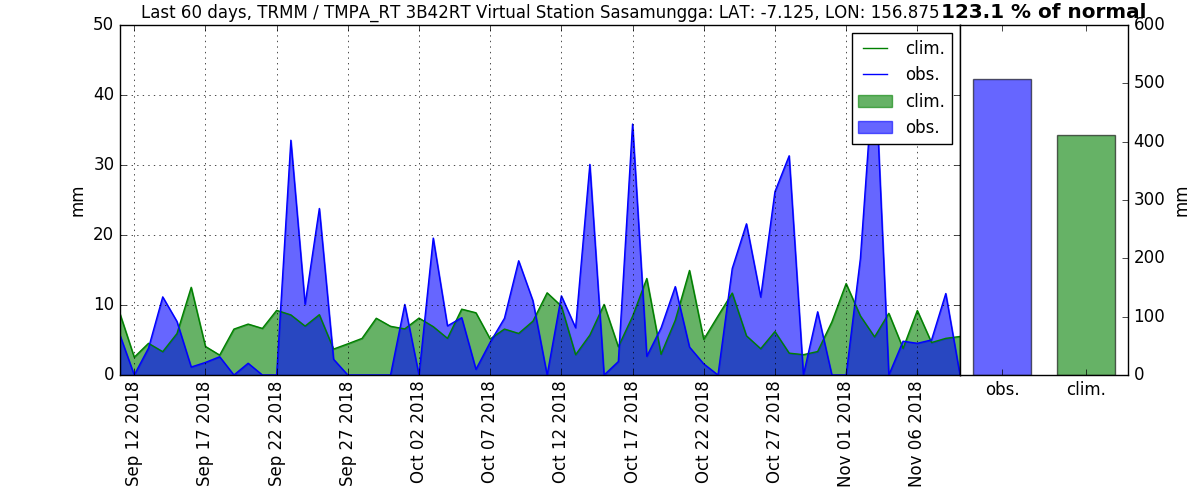 Last 60 days, TRMM / TMPA_RT 3B42RT Virtual Station Sasamungga: LAT: -7.125, LON: 156.875
123.1 % of normal
50
40
30
20
10
0
mm
clim.
obs.
clim.
obs.
600
500
400
300
200
100
0
mm
Sep 12 2018
Sep 17 2018
Sep 22 2018
Sep 27 2018
Oct 02 2018
Oct 07 2018
Oct 12 2018
Oct 17 2018
Oct 22 2018
Oct 27 2018
Nov 01 2018
Nov 06 2018
obs.
clim.